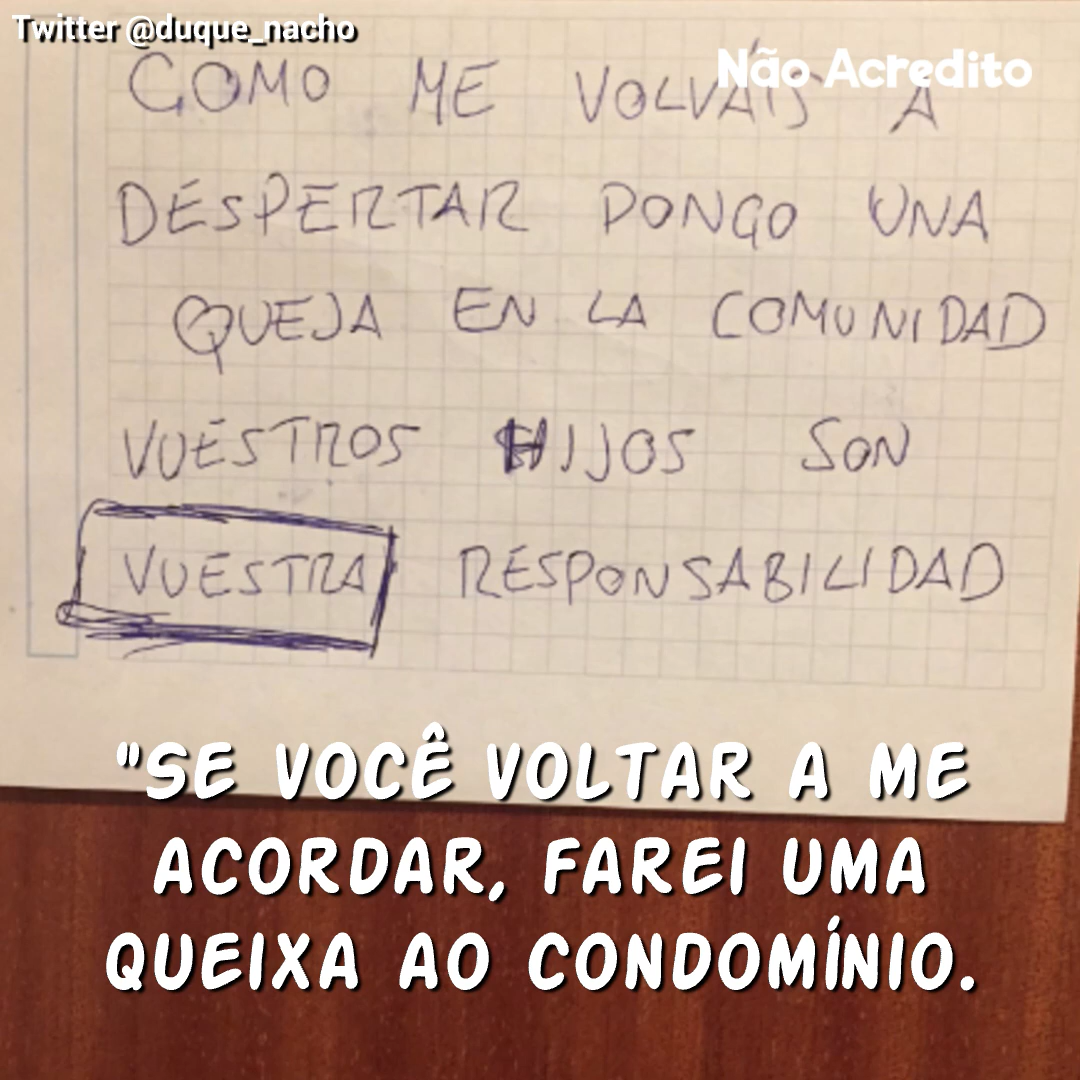 Twitter @duque_nacho
Não Acredito
COMO ME VOLVÁIS A
DESPERTAR PONGO UNA
QUEJA EN LA COMUNIDAD
VUESTROS HIJOS SON
VUESTRA RESPONSABILIDAD
"SE VOCÊ VOLTAR A ME
ACORDAR, FAREI UMA
QUEIXA AO CONDOMÍNIO.